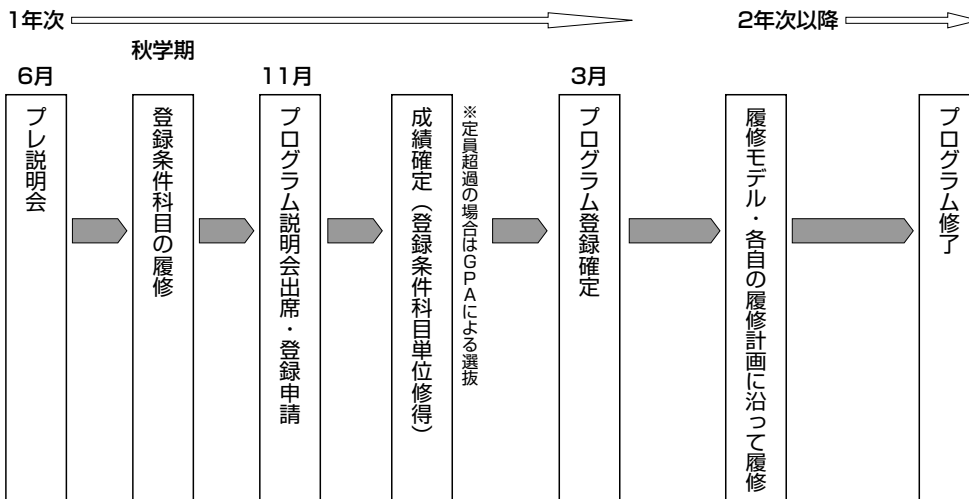 1年次
2年次以降
秋学期
6月
11月
3月
プレ説明会
登録条件科目の履修
プログラム説明会出席・登録申請
成績確定（登録条件科目単位修得）
※定員超過の場合はGPAによる選抜
プログラム登録確定
履修モデル・各自の履修計画に沿って履修
プログラム修了